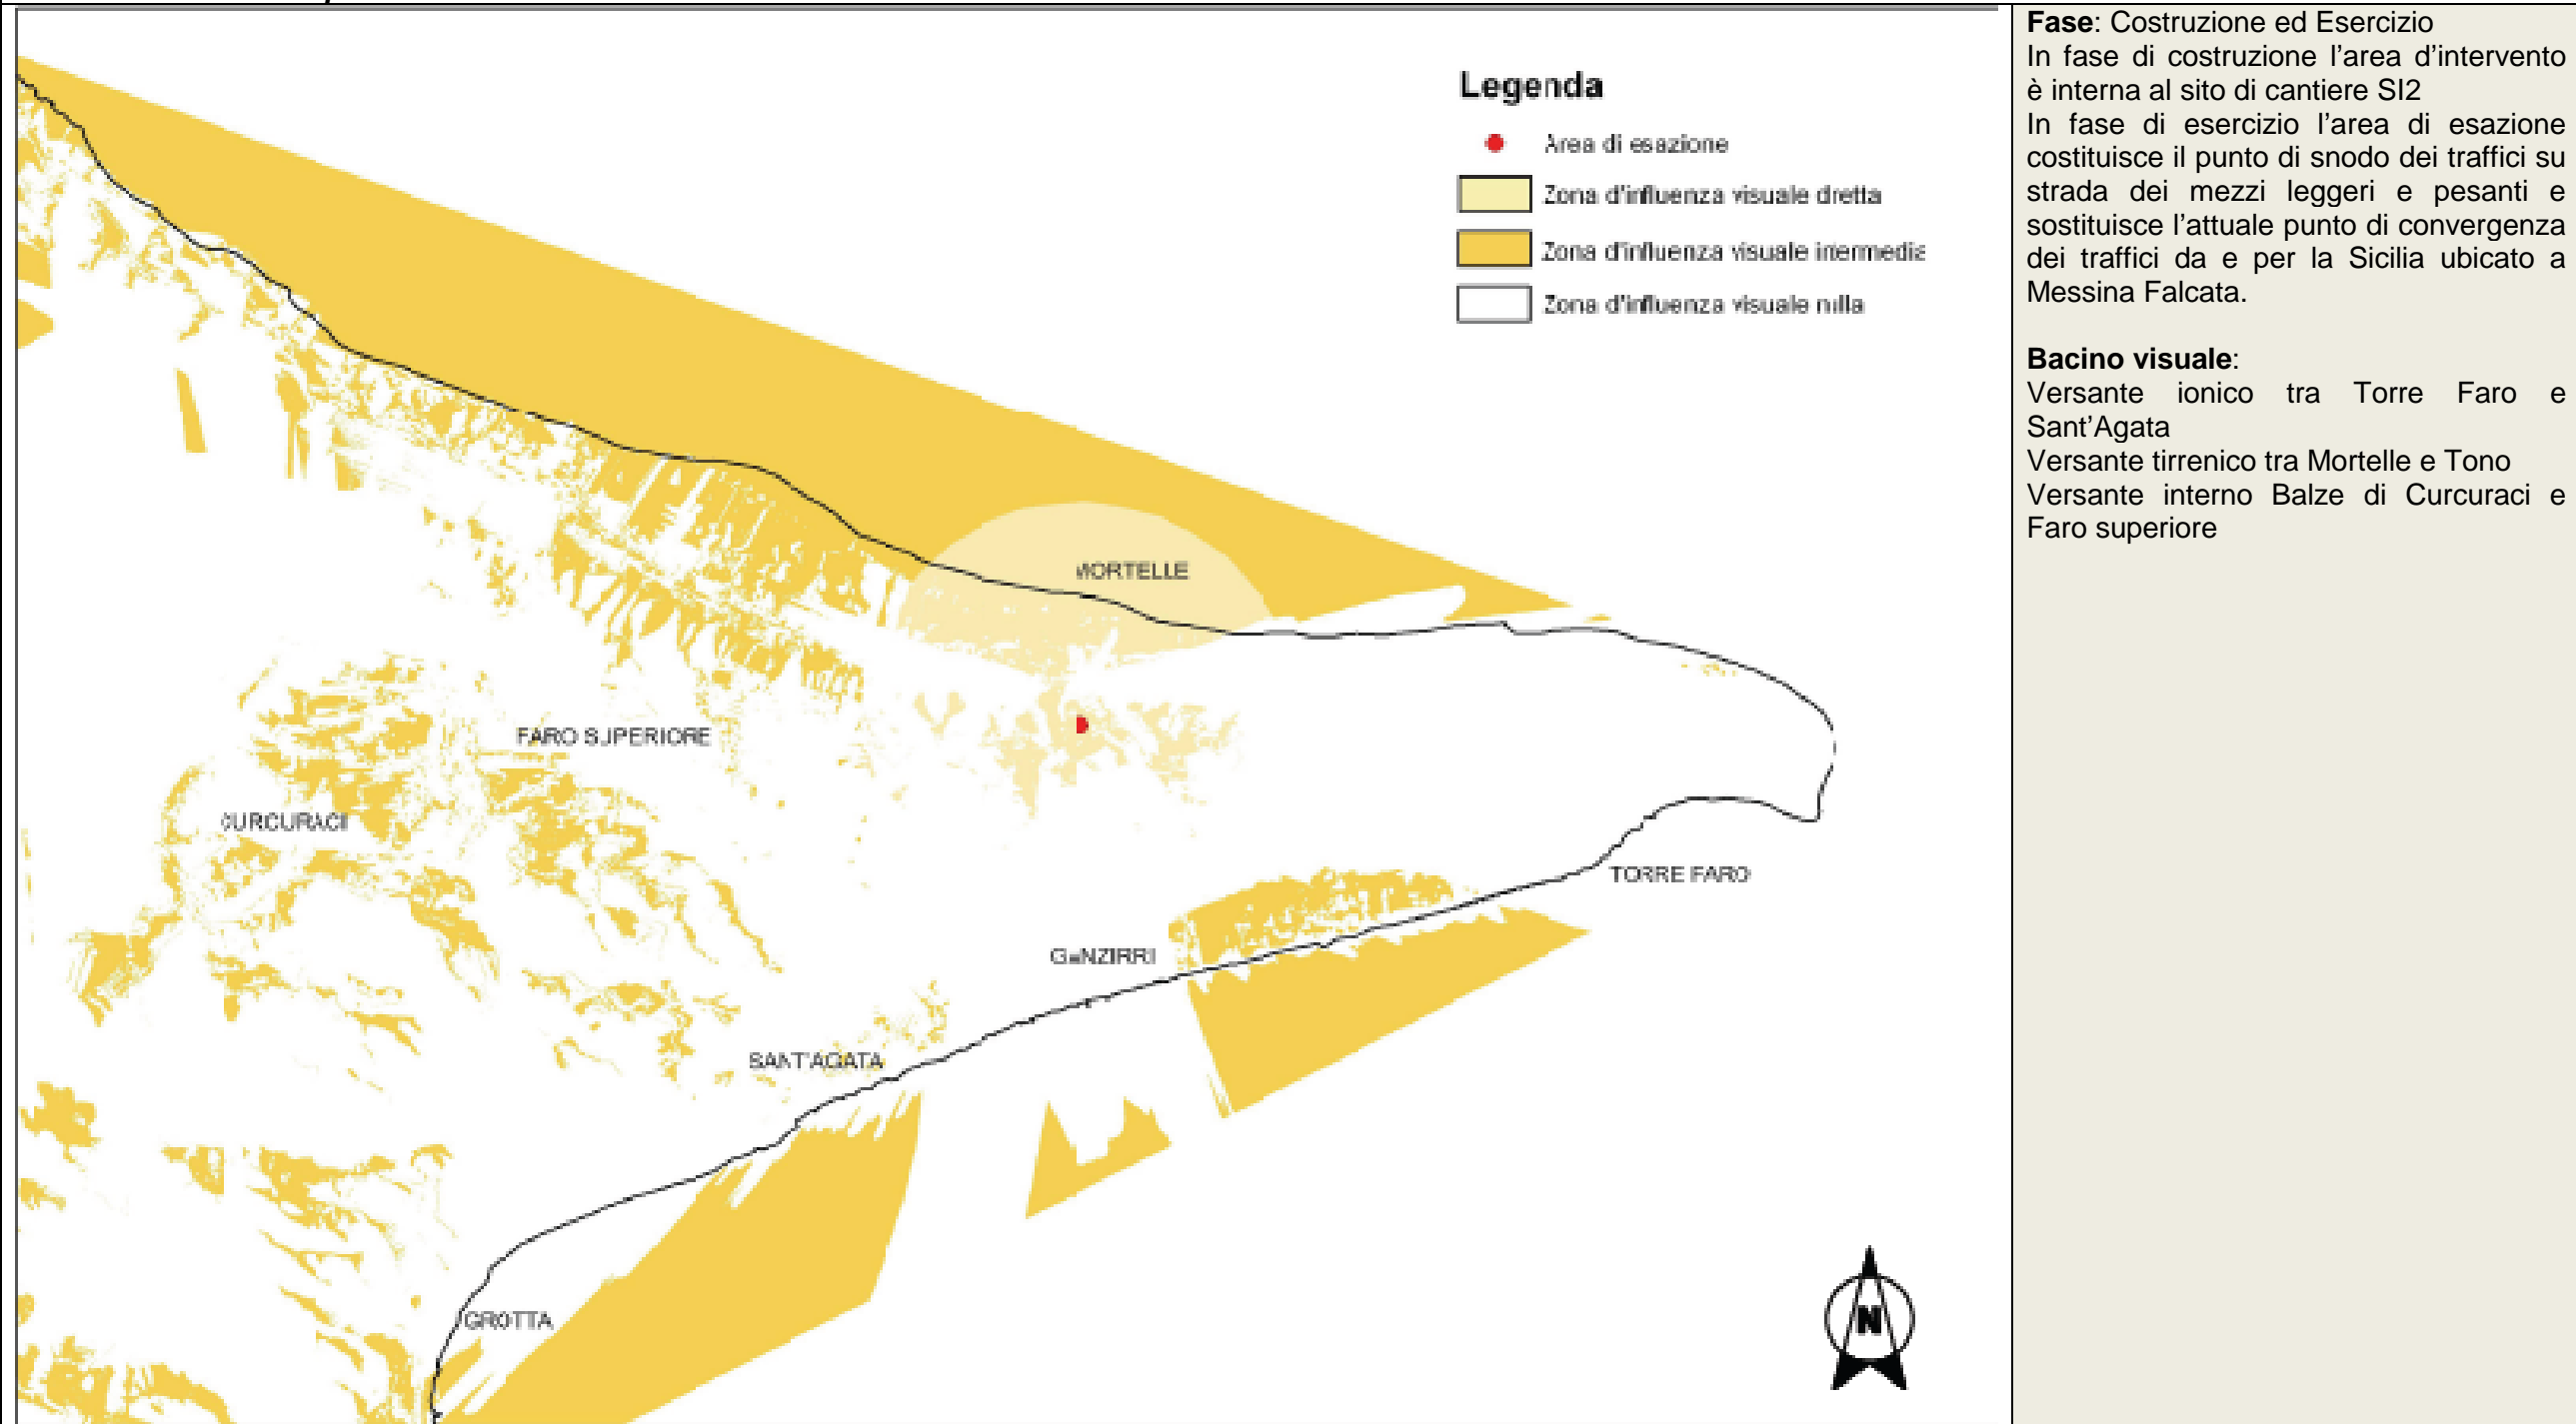 Legenda
Area di esazione
Zona d'influenza visuale dretta
Zona d'influenza visuale intermedia
Zona d'influenza visuale nulla
MORTELLE
FARO SUPERIORE
CURCURACI
TORRE FARO
GANZIRRI
SANT'AGATA
GROTTA
N
Fase: Costruzione ed Esercizio
In fase di costruzione l'area d'intervento
è interna al sito di cantiere SI2
In fase di esercizio l'area di esazione
costituisce il punto di snodo dei traffici su
strada dei mezzi leggeri e pesanti e
sostituisce l'attuale punto di convergenza
dei traffici da e per la Sicilia ubicato a
Messina Falcata.
Bacino visuale:
Versante ionico tra Torre Faro e
Sant'Agata
Versante tirrenico tra Mortelle e Tono
Versante interno Balze di Curcuraci e
Faro superiore